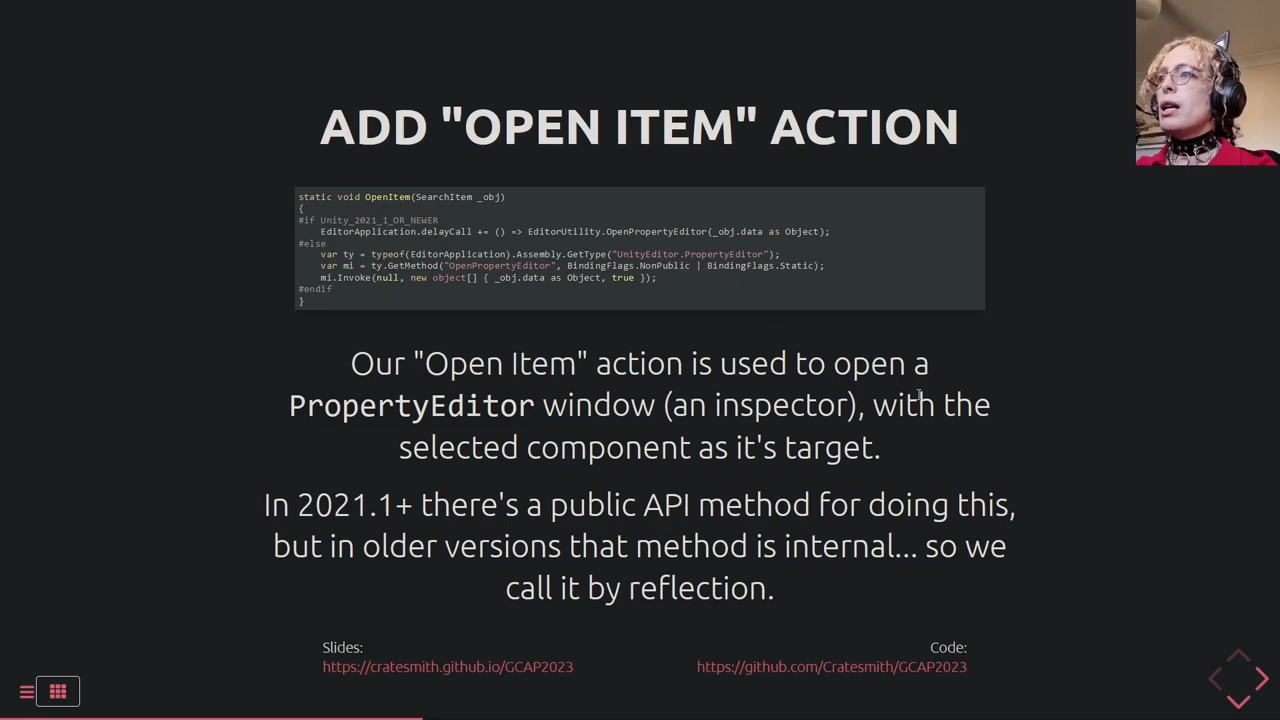 ADD "OPEN ITEM" ACTION
static void OpenItem(SearchItem _obj)
{
#if Unity_2021_1_OR_NEWER
    EditorApplication.delayCall += () => EditorUtility.OpenPropertyEditor(_obj.data as Object);
#else
    var ty = typeof(EditorApplication).Assembly.GetType("UnityEditor.PropertyEditor");
    var mi = ty.GetMethod("OpenPropertyEditor", BindingFlags.NonPublic | BindingFlags.Static);
    mi.Invoke(null, new object[] { _obj.data as Object, true });
#endif
}
Our "Open Item" action is used to open a
PropertyEditor window (an inspector), with the
selected component as it's target.
In 2021.1+ there's a public API method for doing this,
but in older versions that method is internal... so we
call it by reflection.
Slides:
https://cratesmith.github.io/GCAP2023
Code:
https://github.com/Cratesmith/GCAP2023